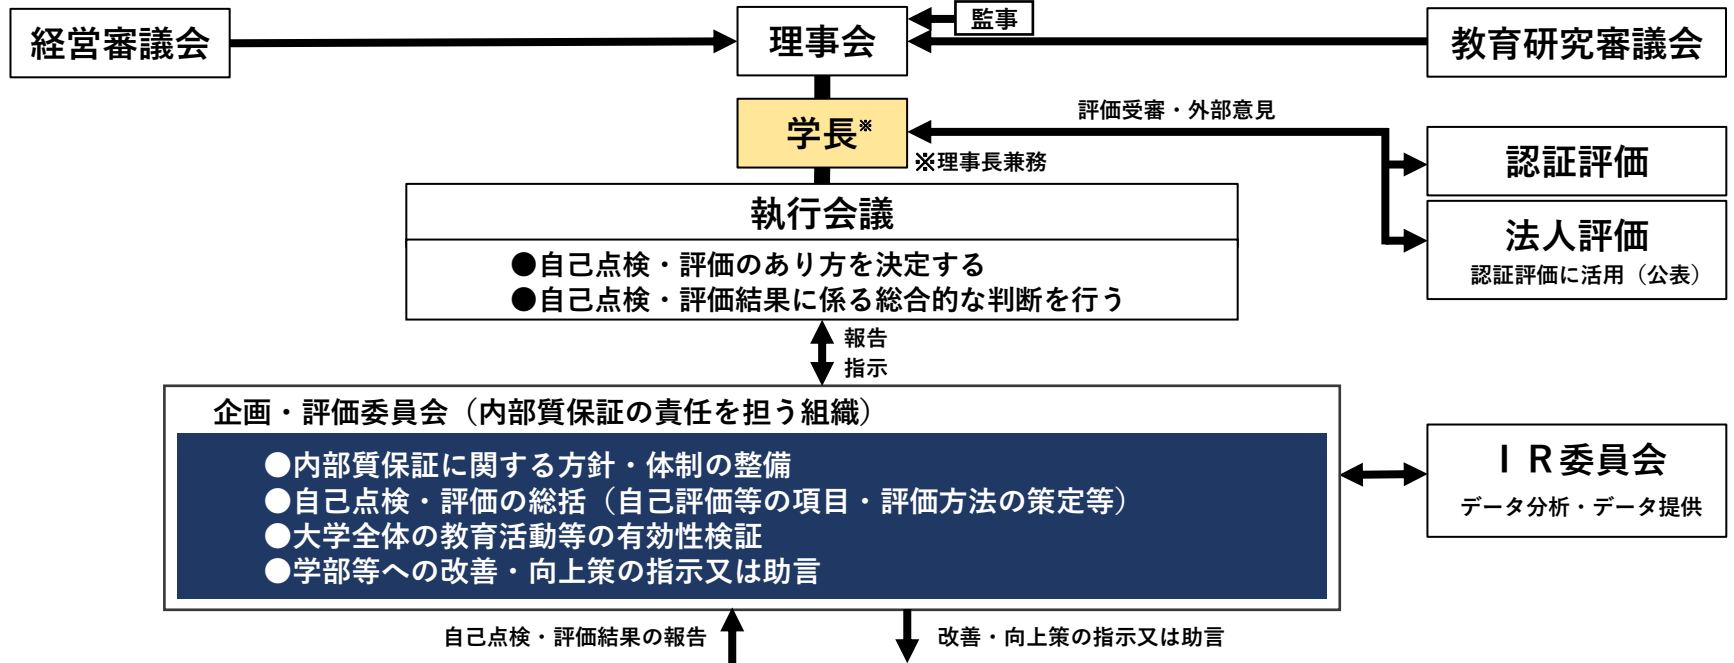 監事
経営審議会
理事会
教育研究審議会
評価受審・外部意見
学長※
※理事長兼務
認証評価
執行会議
●自己点検・評価のあり方を決定する
●自己点検・評価結果に係る総合的な判断を行う
法人評価
認証評価に活用（公表）
報告
指示
企画・評価委員会（内部質保証の責任を担う組織）
●内部質保証に関する方針・体制の整備
●自己点検・評価の総括（自己評価等の項目・評価方法の策定等）
●大学全体の教育活動等の有効性検証
●学部等への改善・向上策の指示又は助言
ＩＲ委員会
データ分析・データ提供
自己点検・評価結果の報告
改善・向上策の指示又は助言